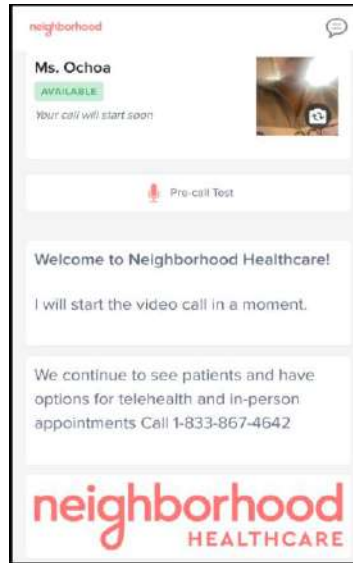 neighborhood
Ms. Ochoa
AVAILABLE
Your call will start soon
Pre-call Test
Welcome to Neighborhood Healthcare!
I will start the video call in a moment.
We continue to see patients and have
options for telehealth and in-person
appointments Call 1-833-867-4642
neighborhood
HEALTHCARE